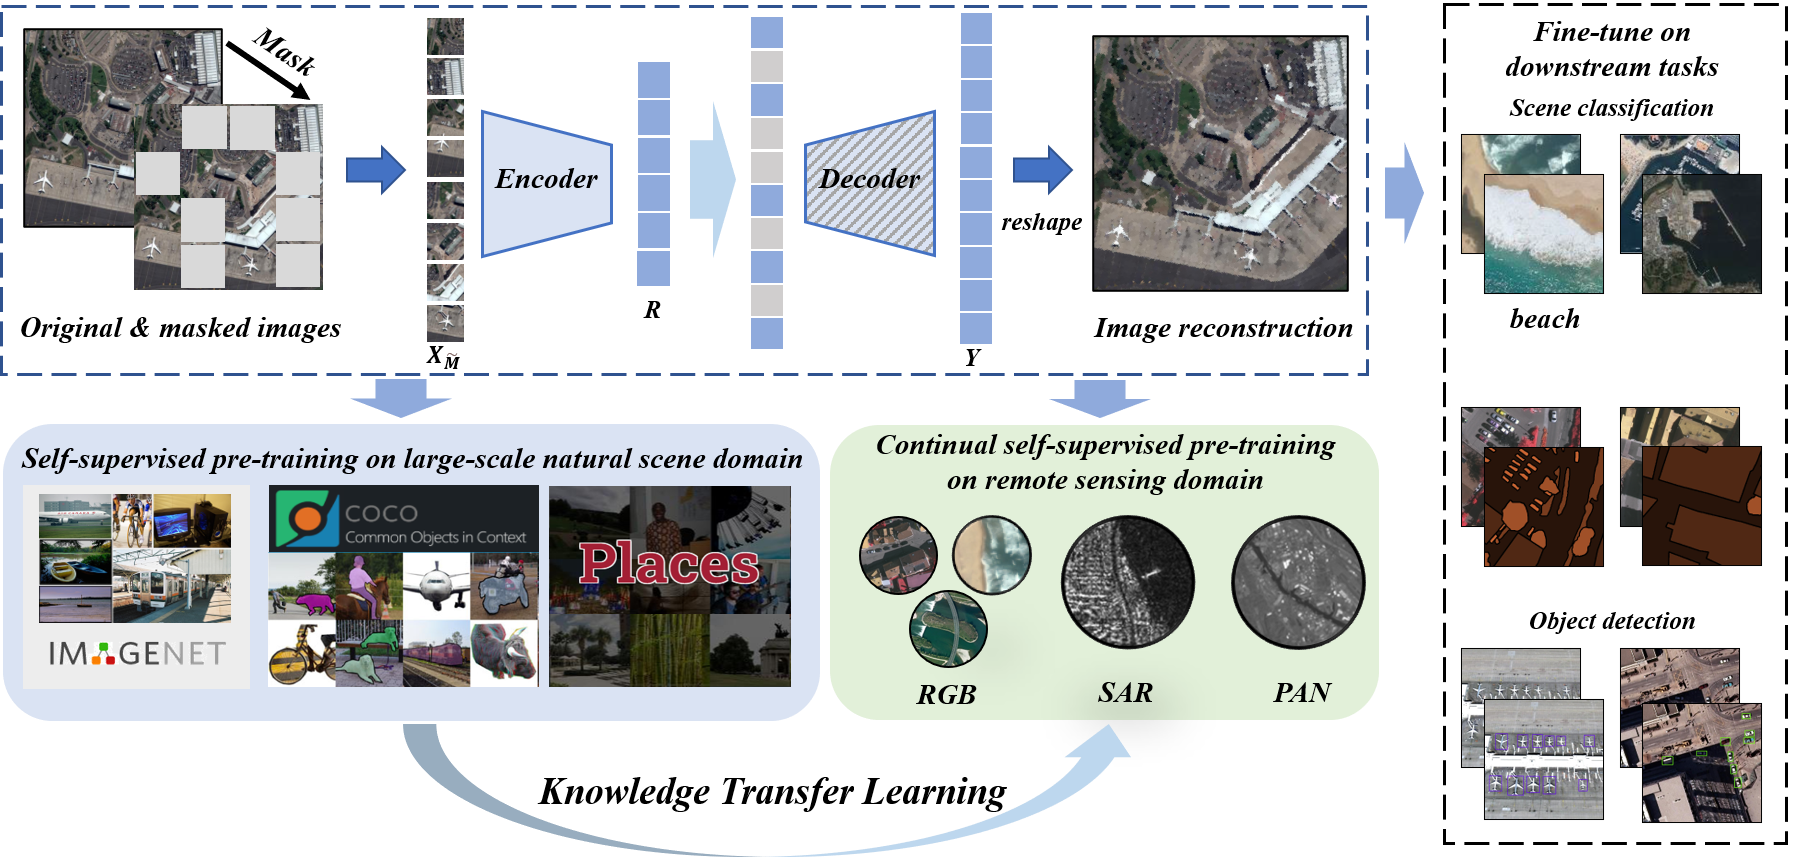 Mask
Original & masked images
X M̃
Encoder
R
Decoder
Y
reshape
Image reconstruction
Self-supervised pre-training on large-scale natural scene domain
IMAGENET
COCO
Common Objects in Context
Places
Continual self-supervised pre-training
on remote sensing domain
RGB
SAR
PAN
Knowledge Transfer Learning
Fine-tune on
downstream tasks
Scene classification
beach
Object detection